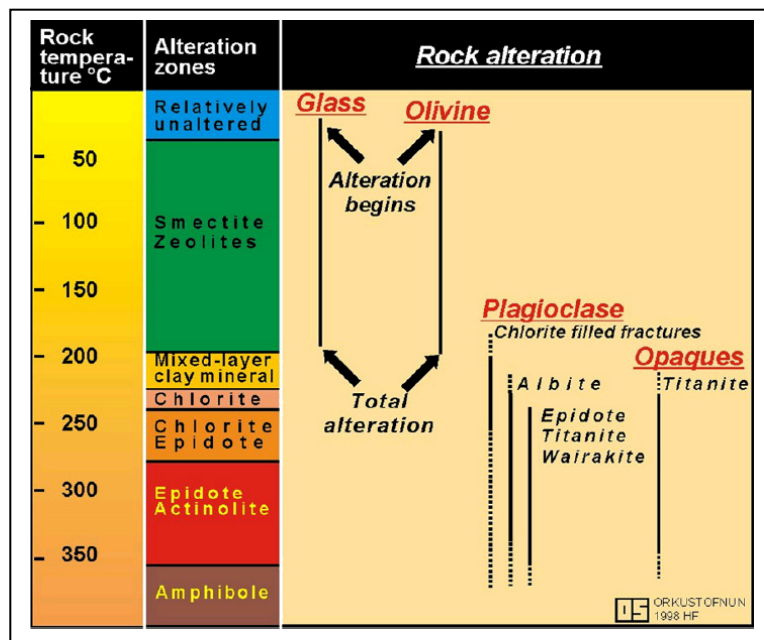 Rock
tempera-
ture °C
Alteration
zones
Rock alteration
50
100
150
200
250
300
350
Relatively
unaltered
Smectite
Zeolites
Mixed-layer
clay mineral
Chlorite
Chlorite
Epidote
Epidote
Actinolite
Amphibole
Glass
Olivine
Alteration
begins
Total
alteration
Plagioclase
Chlorite filled fractures
Albite
Epidote
Titanite
Wairakite
Opaques
Titanite
OS ORKUSTOFNUN
1998 HF